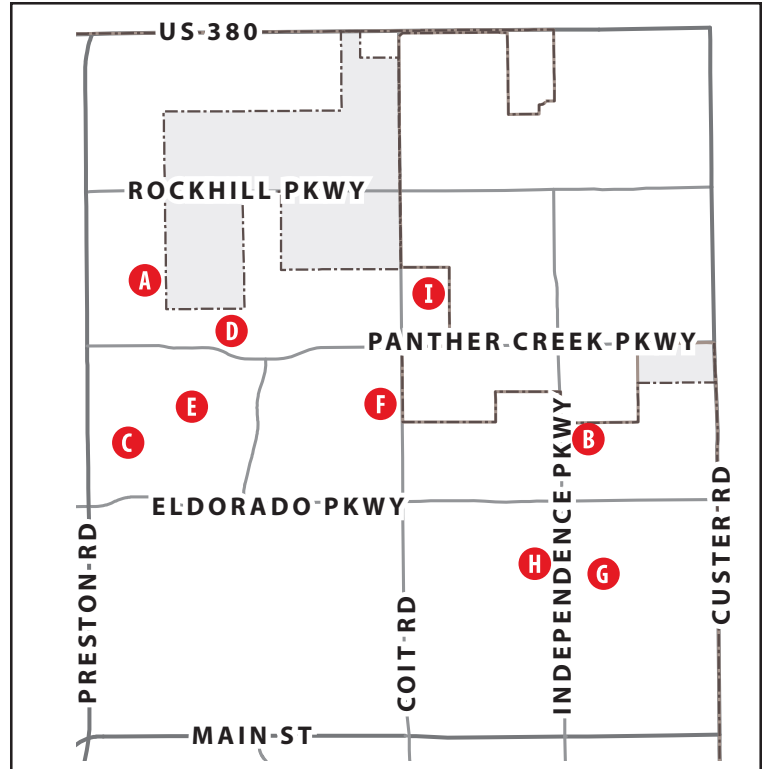 US-380
ROCKHILL PKWY
A
I
D
PANTHER CREEK PKWY
E
F
C
B
ELDORADO PKWY
INDEPENDENCE PKWY
CUSTER RD
PRESTON RD
H
G
COIT RD
MAIN ST